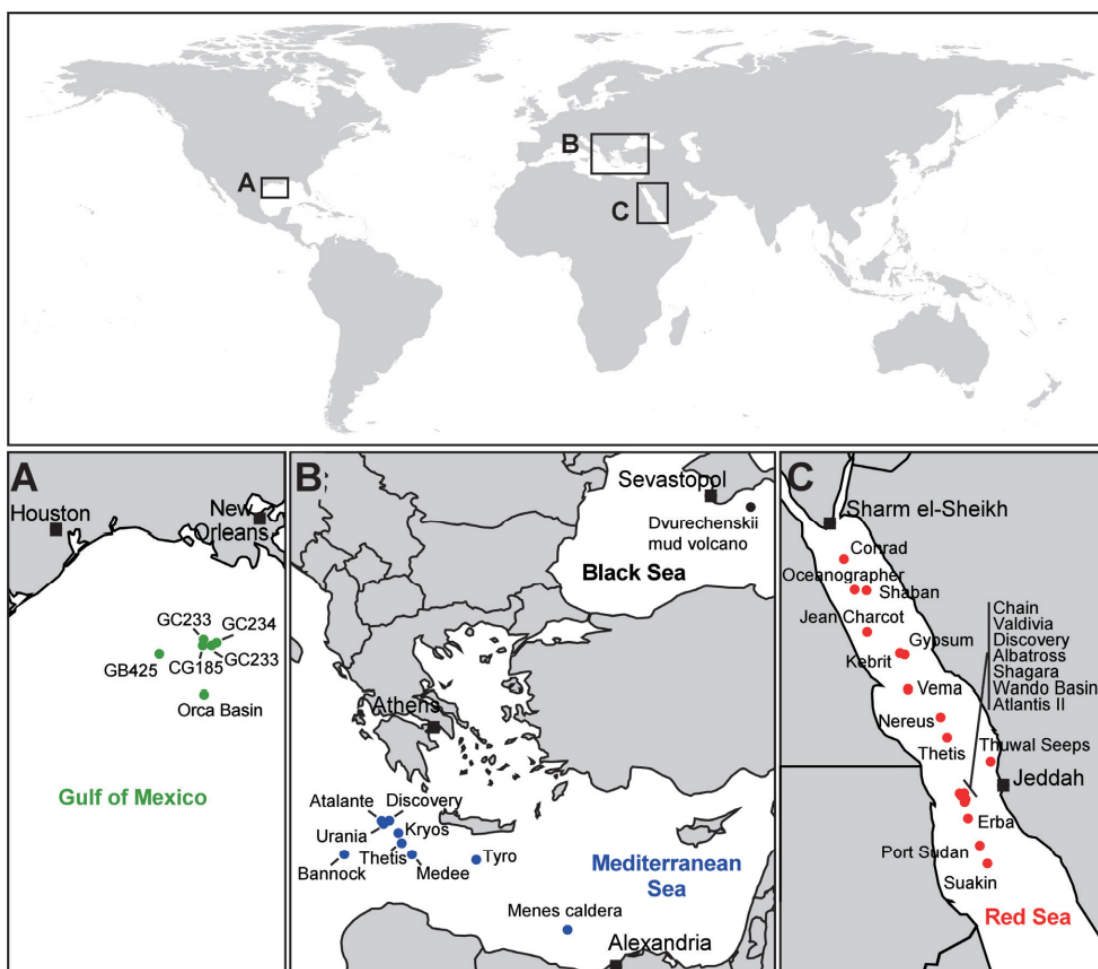 A
B
C
A
Houston
New
Orleans
GC233
GC234
GB425
CG185
GC233
Orca Basin
Gulf of Mexico
B
Sevastopol
Dvurechenskii
mud volcano
Black Sea
Athens
Atalante
Discovery
Urania
Kryos
Thetis
Bannock
Medee
Tyro
Mediterranean
Sea
Menes caldera
Alexandria
C
Sharm el-Sheikh
Conrad
Oceanographer
Shaban
Jean Charcot
Gypsum
Kebrit
Vema
Nereus
Thetis
Chain
Valdivia
Discovery
Albatross
Shagara
Wando Basin
Atlantis II
Thuwal Seeps
Jeddah
Erba
Port Sudan
Suakin
Red Sea